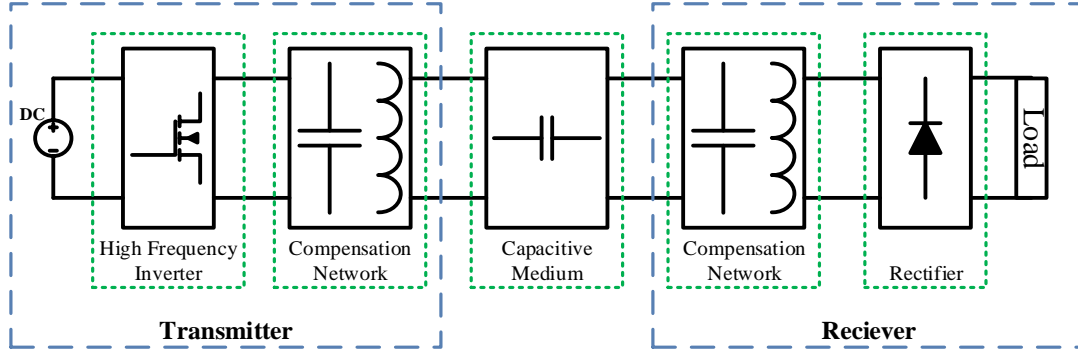 DC
+
-
High Frequency
Inverter
Compensation
Network
Capacitive
Medium
Compensation
Network
Rectifier
Load
Transmitter
Reciever